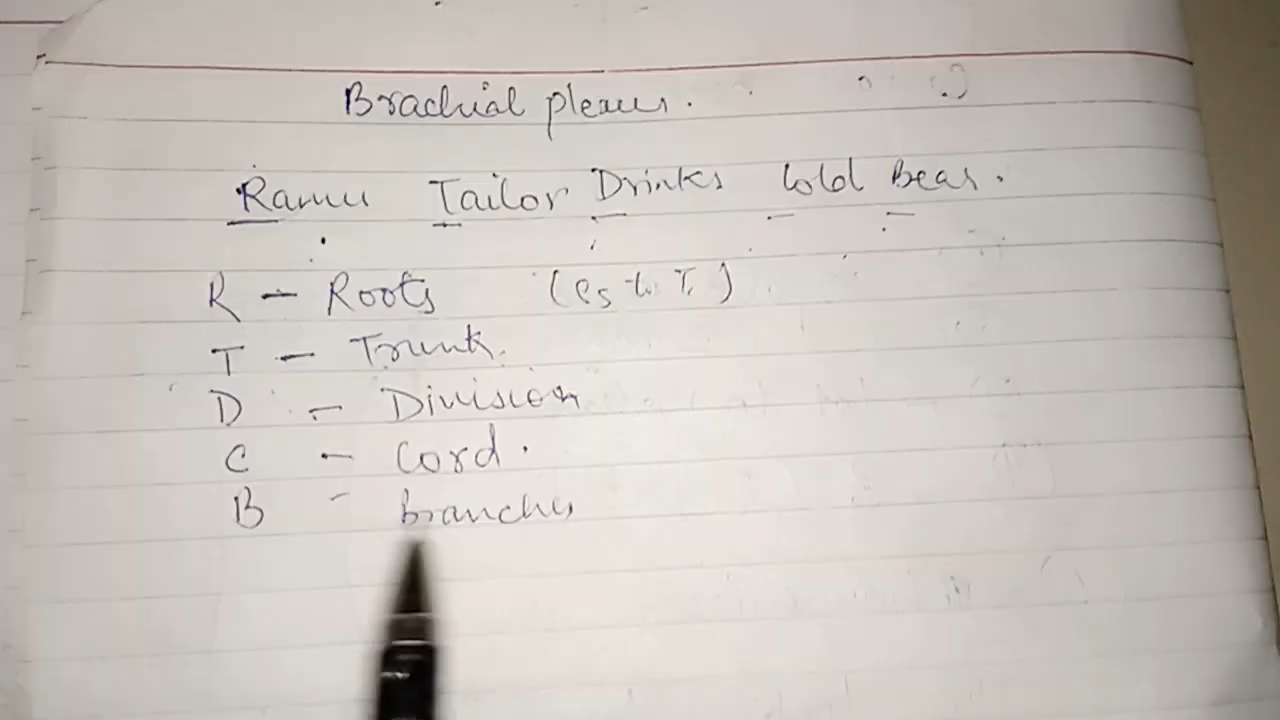 Brachial plexus.
Ramu Tailor Drinks Cold Bear.
R - Roots (C5 to T1)
T - Trunk.
D - Division
C - Cord.
B - branches